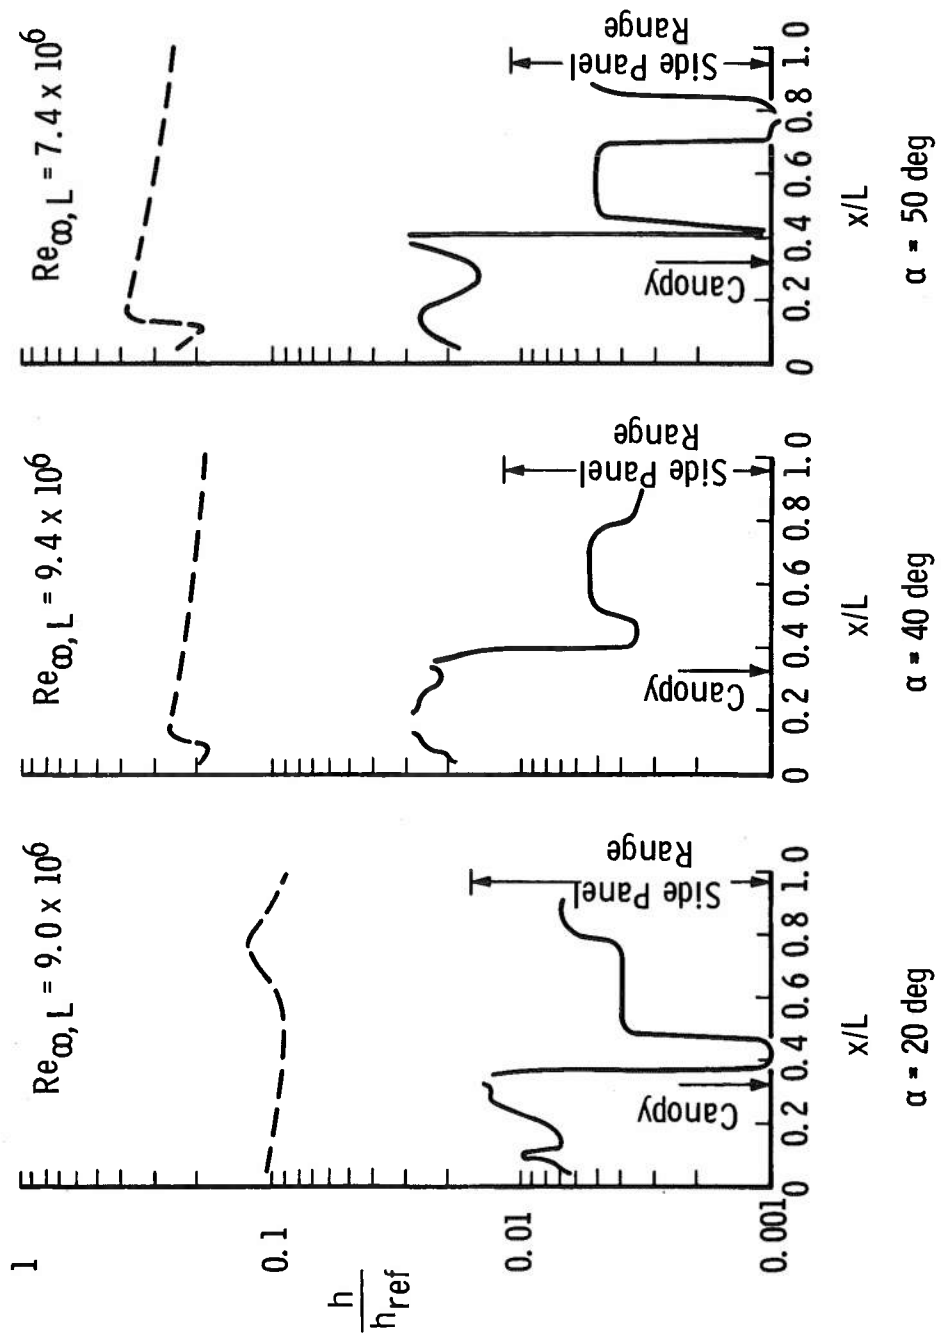 h
h ref
1
0.1
0.01
0.001
Re∞, L = 9.0 x 10⁶
Canopy
Side Panel
Range
0 0.2 0.4 0.6 0.8 1.0
x/L
α = 20 deg
Re∞, L = 9.4 x 10⁶
Canopy
Side Panel
Range
0 0.2 0.4 0.6 0.8 1.0
x/L
α = 40 deg
Re∞, L = 7.4 x 10⁶
Canopy
Side Panel
Range
0 0.2 0.4 0.6 0.8 1.0
x/L
α = 50 deg